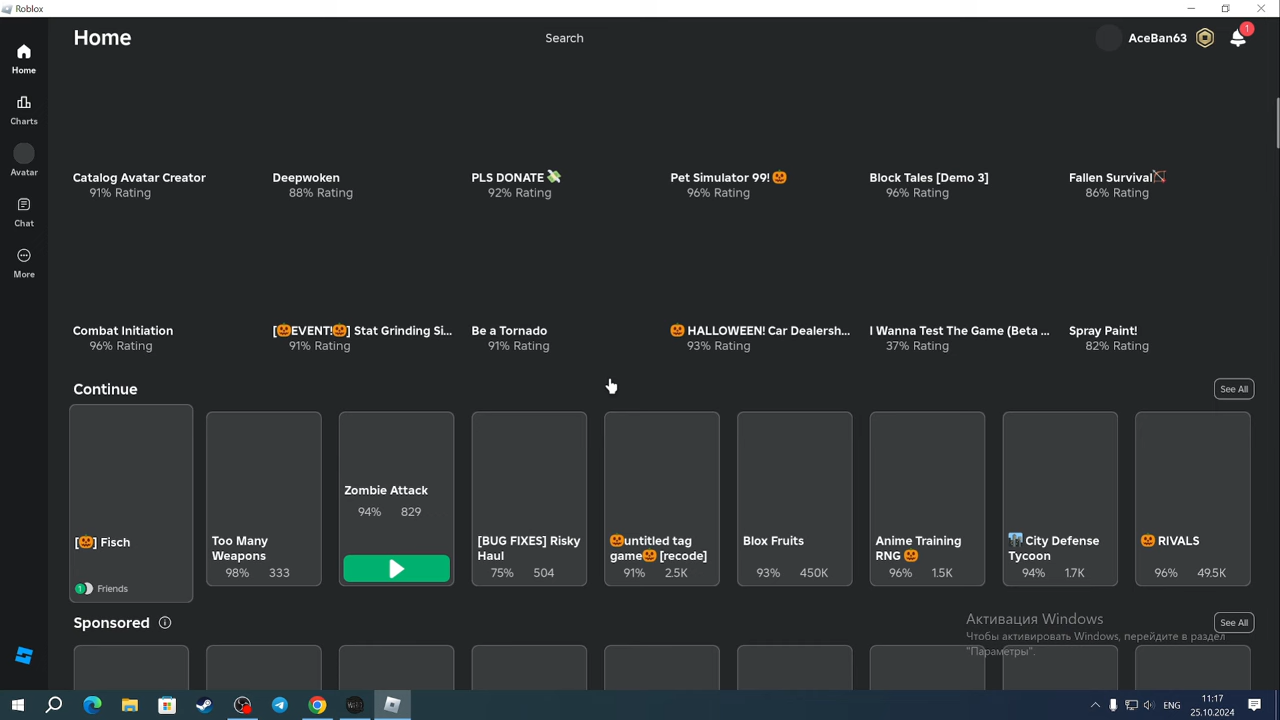 Roblox
Home
Search
AceBan63
1
Home
Charts
Avatar
Chat
More
Catalog Avatar Creator
91% Rating
Deepwoken
88% Rating
PLS DONATE💸
92% Rating
Pet Simulator 99!🎃
96% Rating
Block Tales [Demo 3]
96% Rating
Fallen Survival🏹
86% Rating
Combat Initiation
96% Rating
[🎃EVENT!🎃] Stat Grinding Si...
91% Rating
Be a Tornado
91% Rating
🎃 HALLOWEEN! Car Dealersh...
93% Rating
I Wanna Test The Game (Beta ...
37% Rating
Spray Paint!
82% Rating
Continue
See All
[🎃] Fisch
1 Friends
Too Many
Weapons
98% 333
Zombie Attack
94% 829
[BUG FIXES] Risky
Haul
75% 504
🎃untitled tag
game🎃 [recode]
91% 2.5K
Blox Fruits
93% 450K
Anime Training
RNG 🎃
96% 1.5K
City Defense
Tycoon
94% 1.7K
🎃 RIVALS
96% 49.5K
Sponsored
See All
Активация Windows
Чтобы активировать Windows, перейдите в раздел
"Параметры".
ENG
11:17
25.10.2024